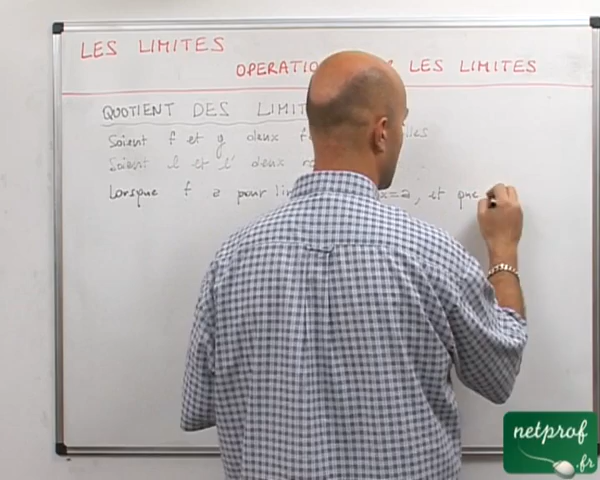 LES LIMITES
OPERATIO LES LIMITES
QUOTIENT DES LIMIT
Soient f et g deux f lles
Soient l et l' deux r
Lorsque f a pour li x=a, et que
netprof
.fr